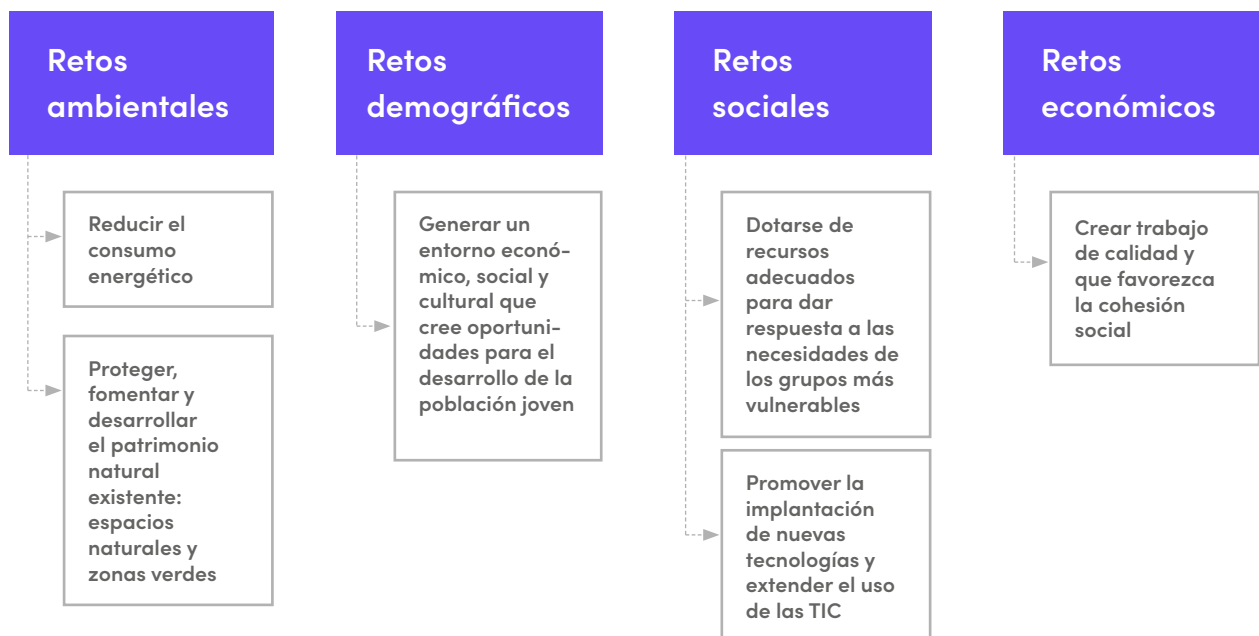 Retos
ambientales
Reducir el
consumo
energético
Proteger,
fomentar y
desarrollar
el patrimonio
natural
existente:
espacios
naturales y
zonas verdes
Retos
demográficos
Generar un
entorno econó-
mico, social y
cultural que
cree oportuni-
dades para el
desarrollo de la
población joven
Retos
sociales
Dotarse de
recursos
adecuados
para dar
respuesta a las
necesidades de
los grupos más
vulnerables
Promover la
implantación
de nuevas
tecnologías y
extender el uso
de las TIC
Retos
económicos
Crear trabajo
de calidad y
que favorezca
la cohesión
social